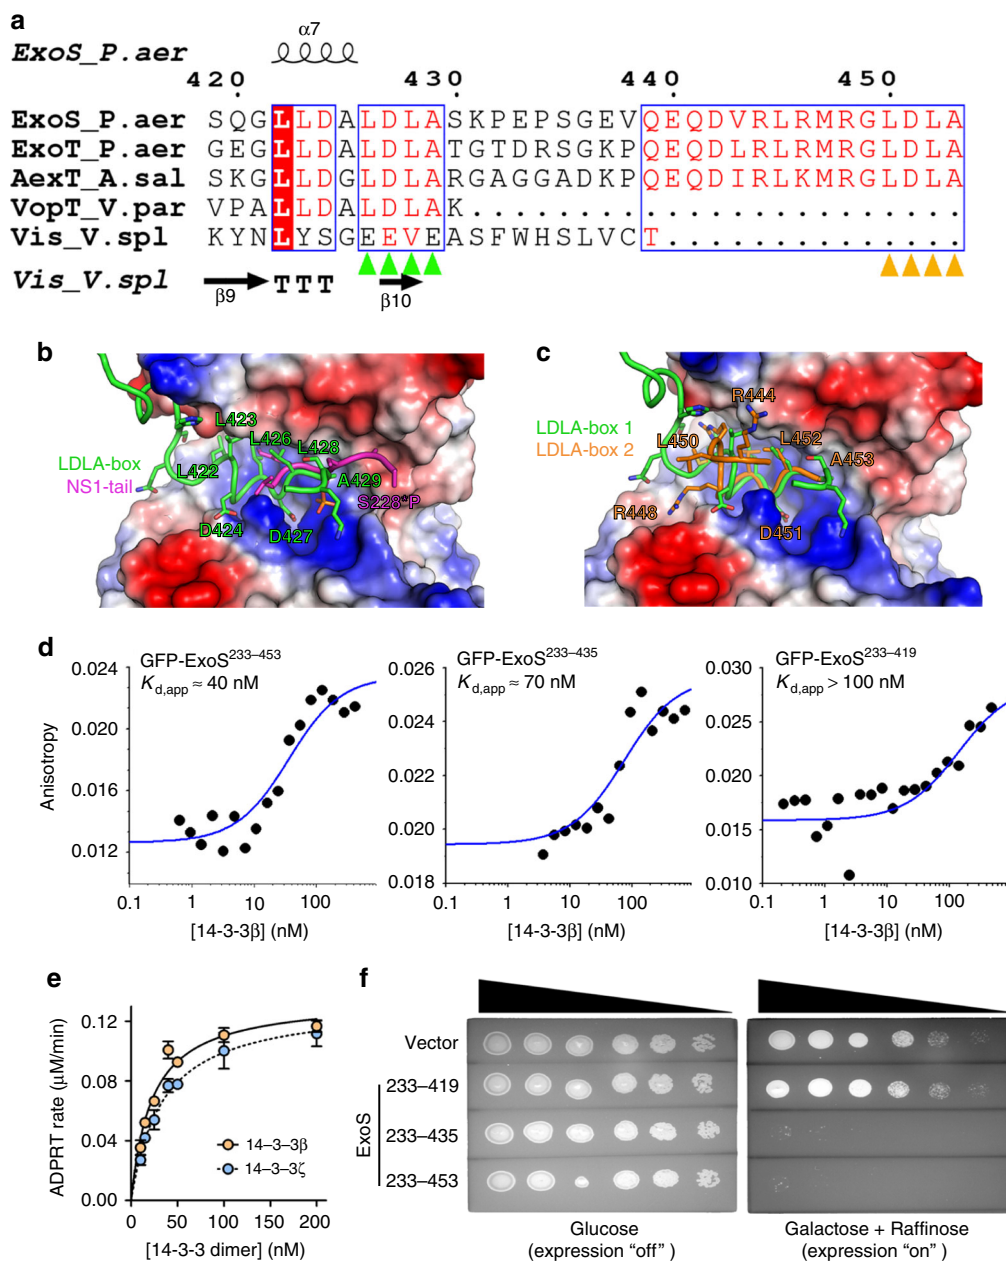 a
α7
ExoS_P.aer
420 430 440 450
ExoS_P.aer SQGLLDALDLASKPEPSGEVQEQDVRLRMRGLDLA
ExoT_P.aer GEGLLDALDLATGTDRSGKPQEQDLRLRMRGLDLA
AexT_A.sal SKGLLDGLDLARGAGGADKPQEQDIRLKMRGLDLA
VopT_V.par VPALLDALDLAK..................
Vis_V.spl KYNLYSGEEVEASFWHSLVCT..............
Vis_V.spl TTT
β9 β10
b
LDLA-box
NS1-tail
L423
L426
L428
L422
A429
S228*P
D424
D427
c
LDLA-box 1
LDLA-box 2
R444
L450
L452
A453
R448
D451
d
GFP-ExoS233–453
Kd,app ≈ 40 nM
GFP-ExoS233–435
Kd,app ≈ 70 nM
GFP-ExoS233–419
Kd,app > 100 nM
Anisotropy
0.024
0.020
0.016
0.012
0.1 1 10 100
[14-3-3β] (nM)
0.026
0.024
0.022
0.020
0.018
0.1 1 10 100
[14-3-3β] (nM)
0.030
0.025
0.020
0.015
0.010
0.1 1 10 100
[14-3-3β] (nM)
e
ADPRT rate (μM/min)
0.12
0.08
0.04
0.00
0 50 100 150 200
[14-3-3 dimer] (nM)
14–3–3β
14–3–3ζ
f
Vector
ExoS
233–419
233–435
233–453
Glucose
(expression “off” )
Galactose + Raffinose
(expression “on” )